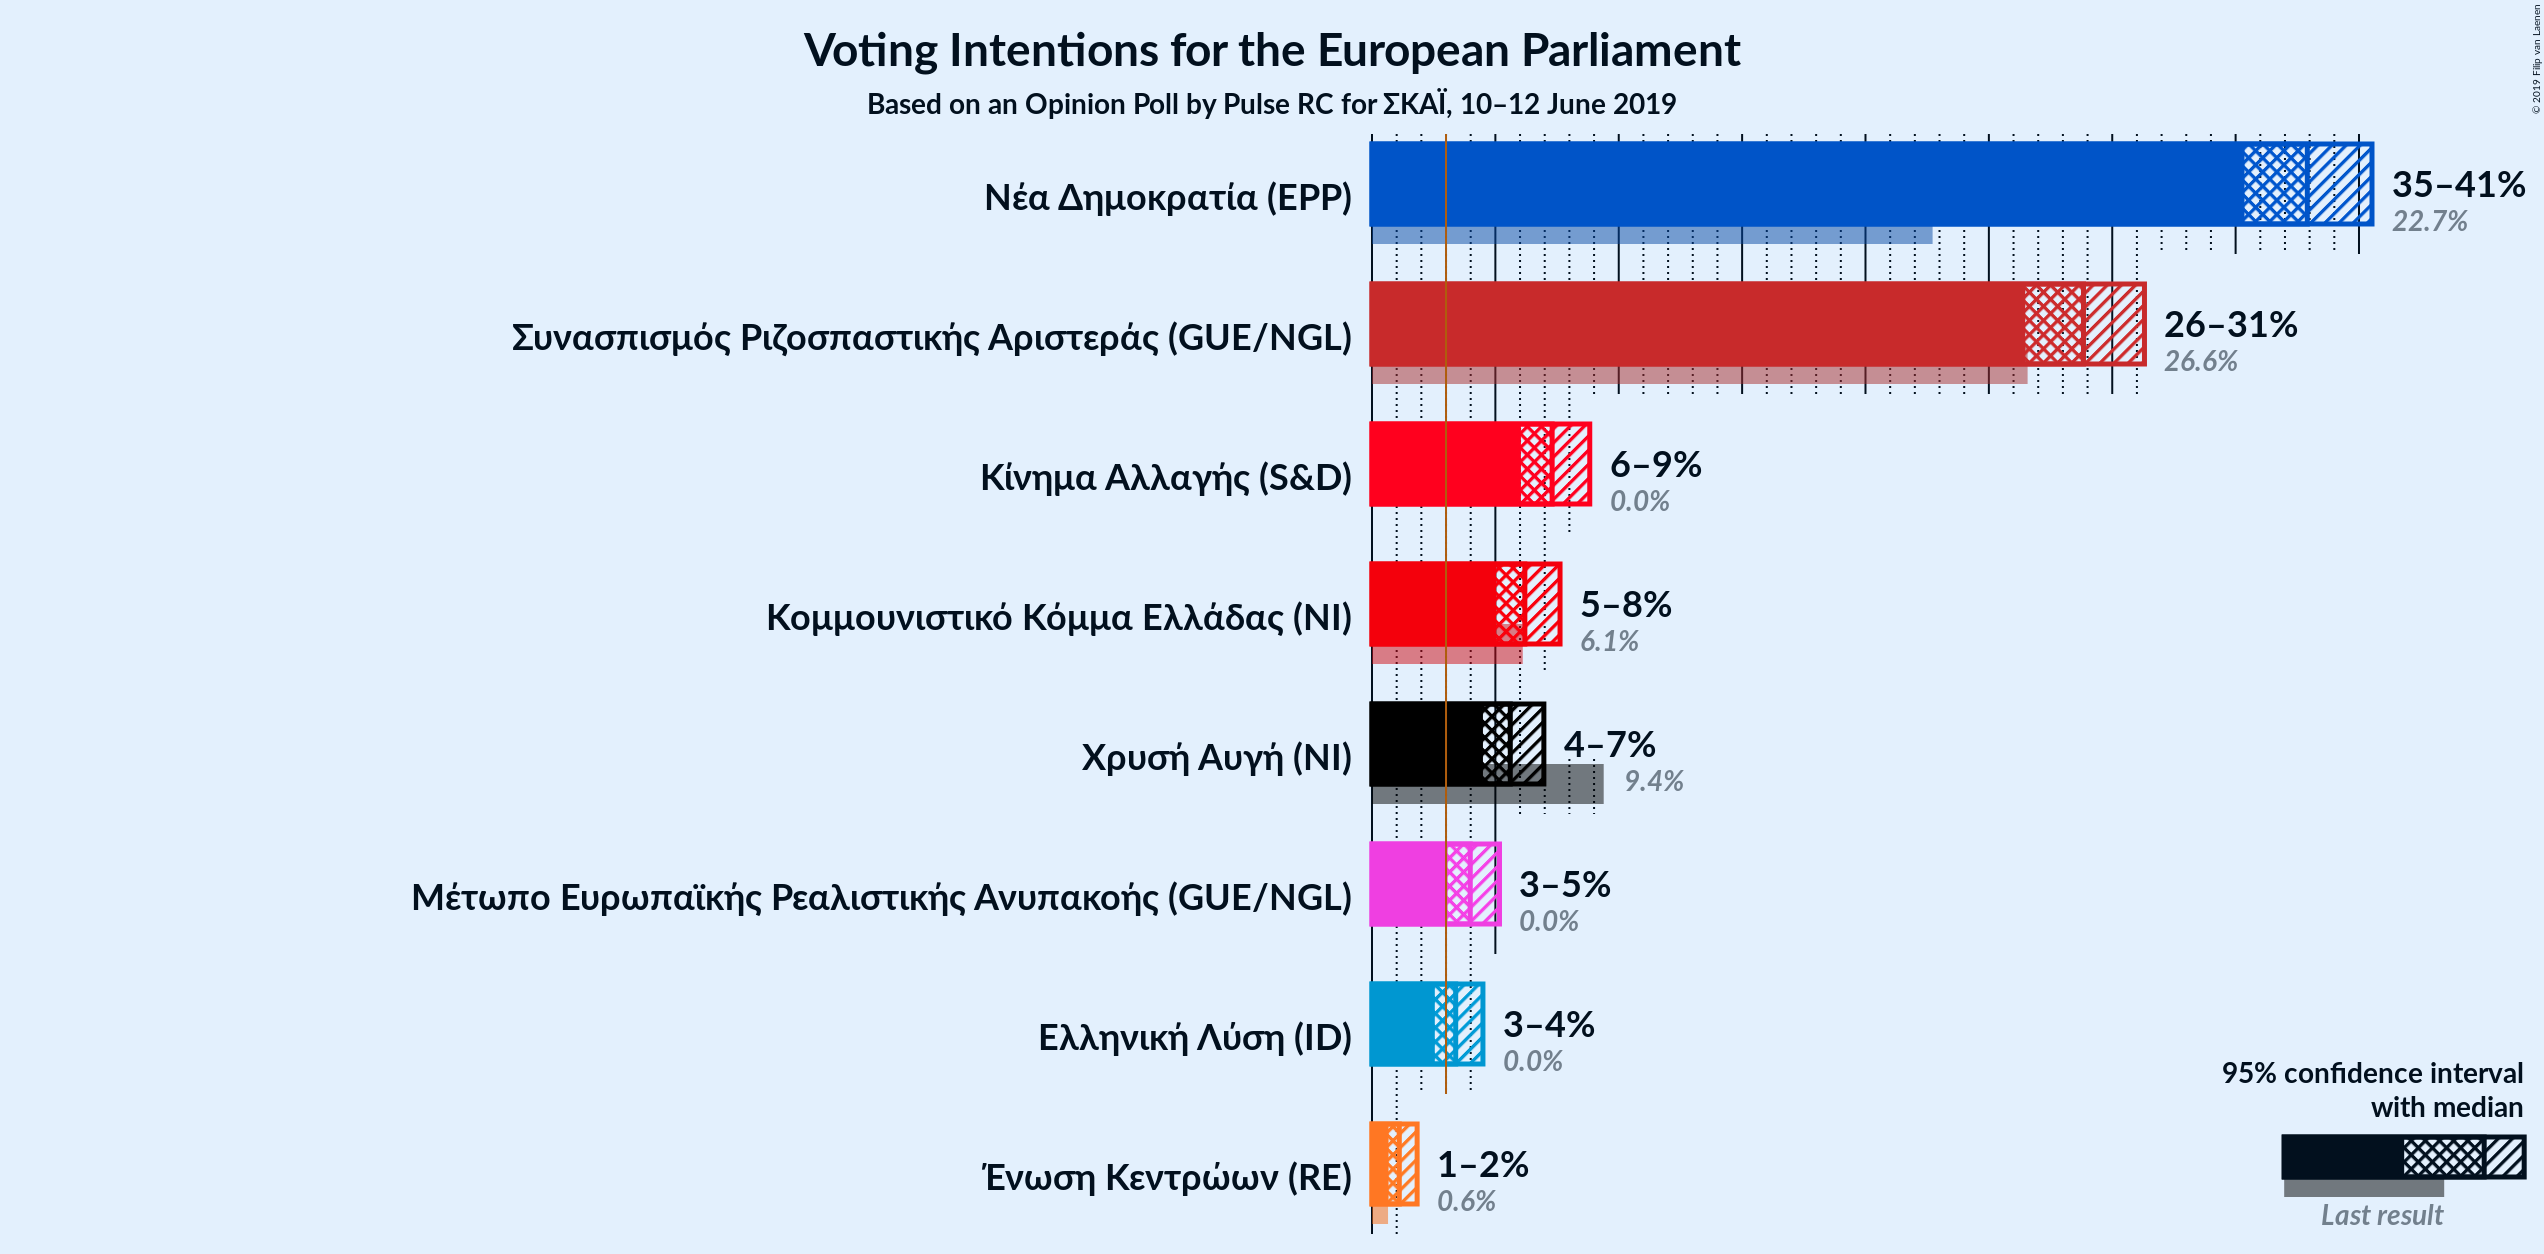 Voting Intentions for the European Parliament
Based on an Opinion Poll by Pulse RC for ΣΚΑΪ, 10–12 June 2019
© 2019 Filip van Laenen
Νέα Δημοκρατία (EPP)
35–41%
22.7%
Συνασπισμός Ριζοσπαστικής Αριστεράς (GUE/NGL)
26–31%
26.6%
Κίνημα Αλλαγής (S&D)
6–9%
0.0%
Κομμουνιστικό Κόμμα Ελλάδας (NI)
5–8%
6.1%
Χρυσή Αυγή (NI)
4–7%
9.4%
Μέτωπο Ευρωπαϊκής Ρεαλιστικής Ανυπακοής (GUE/NGL)
3–5%
0.0%
Ελληνική Λύση (ID)
3–4%
0.0%
Ένωση Κεντρώων (RE)
1–2%
0.6%
95% confidence interval
with median
Last result